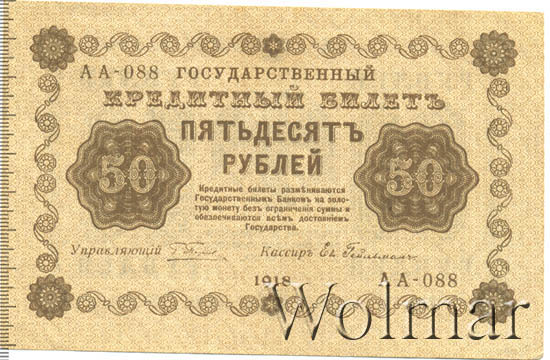 АА-088 ГОСУДАРСТВЕННЫЙ
КРЕДИТНЫЙ БИЛЕТЪ
ПЯТЬДЕСЯТЪ
РУБЛЕЙ
50
50
Кредитные билеты размѣниваются
Государственнымъ Банкомъ на золо-
тую монету безъ ограниченія суммы и
обезпечиваются всѣмъ достояніемъ
Государства.
Управляющій
Кассиръ
1918
АА-088
Wolmar